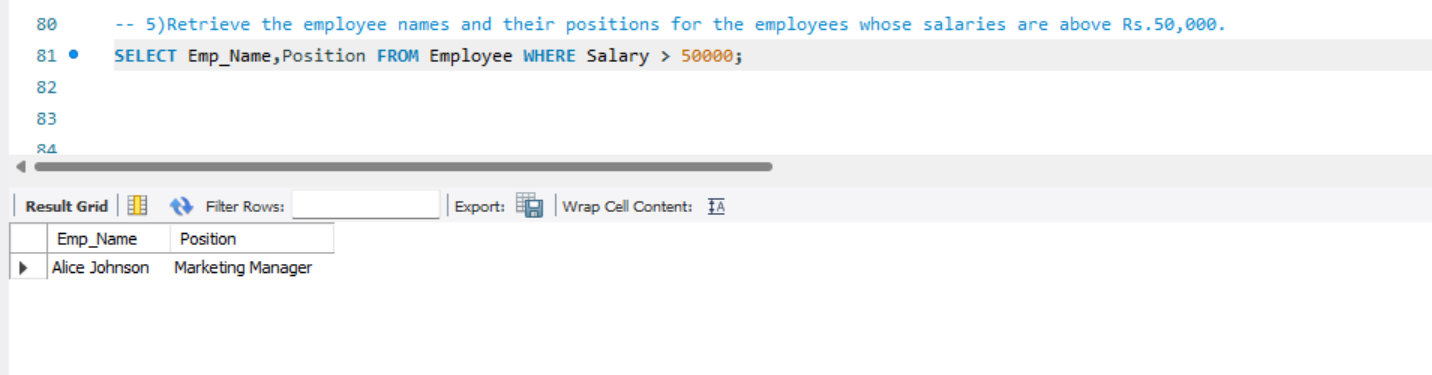 80 -- 5)Retrieve the employee names and their positions for the employees whose salaries are above Rs.50,000.
81 SELECT Emp_Name,Position FROM Employee WHERE Salary > 50000;
82
83
84
Result Grid Filter Rows: Export: Wrap Cell Content: IA
Emp_Name Position
Alice Johnson Marketing Manager